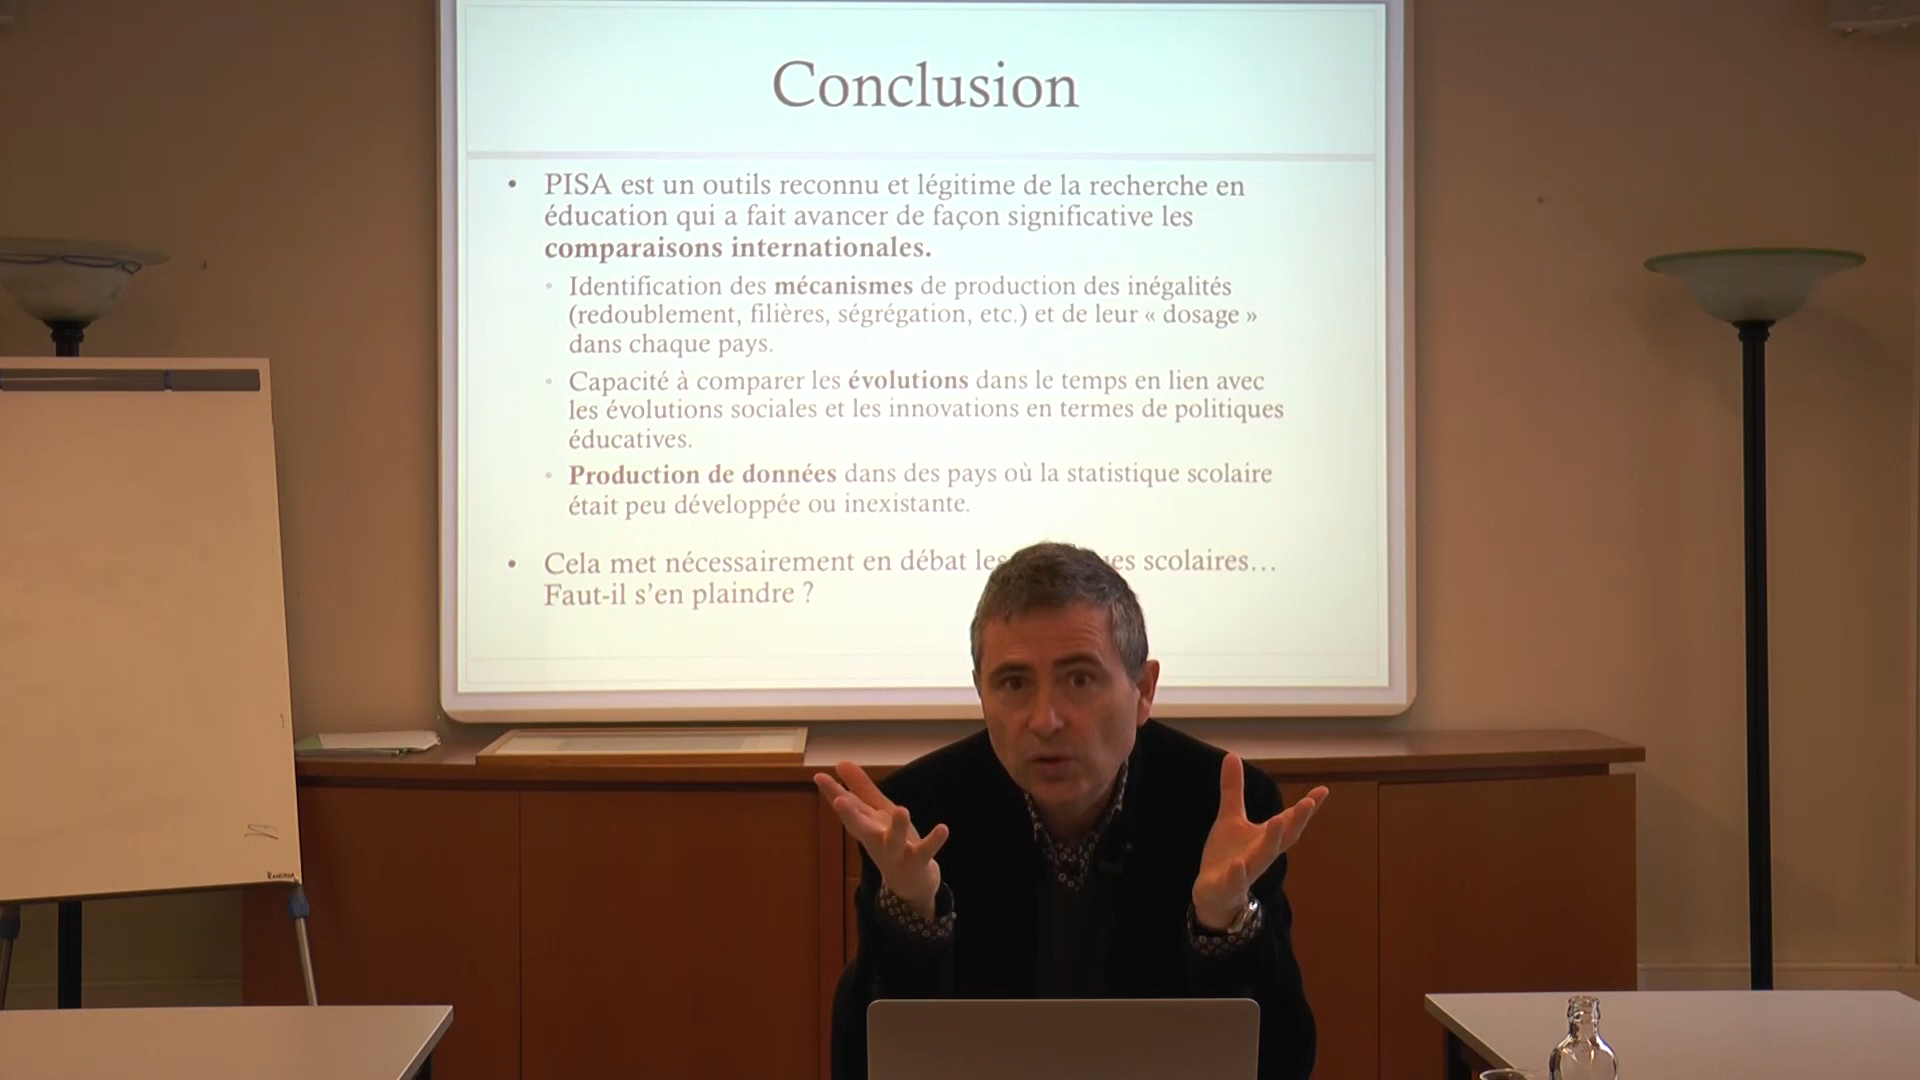 Conclusion
• PISA est un outils reconnu et légitime de la recherche en
éducation qui a fait avancer de façon significative les
comparaisons internationales.
• Identification des mécanismes de production des inégalités
(redoublement, filières, ségrégation, etc.) et de leur « dosage »
dans chaque pays.
• Capacité à comparer les évolutions dans le temps en lien avec
les évolutions sociales et les innovations en termes de politiques
éducatives.
• Production de données dans des pays où la statistique scolaire
était peu développée ou inexistante.
• Cela met nécessairement en débat les scolaires…
Faut-il s'en plaindre ?